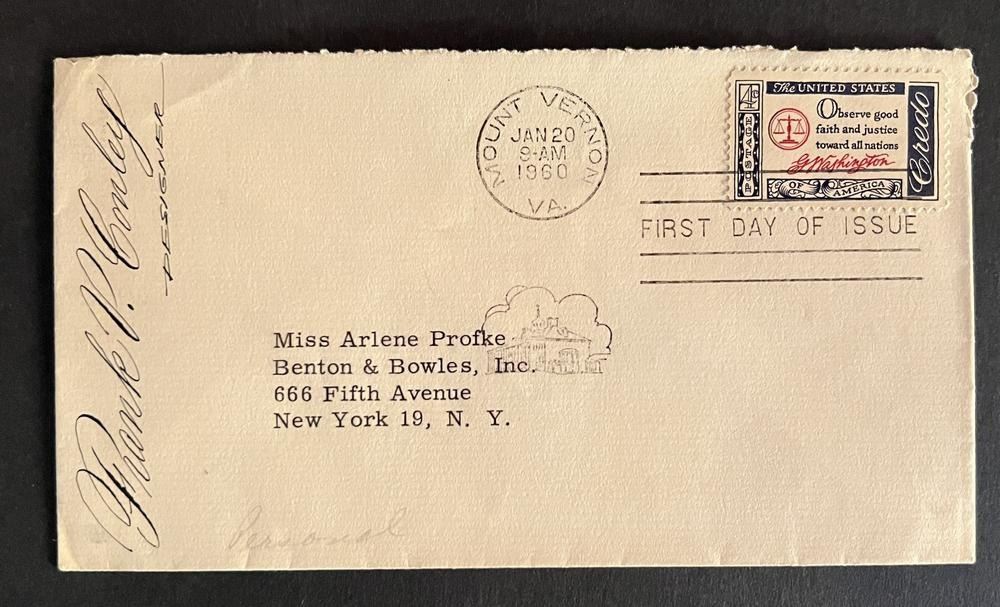 Frank P. Conley
DESIGNER
MOUNT VERNON
JAN 20
9-AM
1960
VA.
The UNITED STATES
4c
POSTAGE
Observe good
faith and justice
toward all nations
G Washington
OF AMERICA
Credo
FIRST DAY OF ISSUE
Miss Arlene Profke
Benton & Bowles, Inc.
666 Fifth Avenue
New York 19, N. Y.
Personal